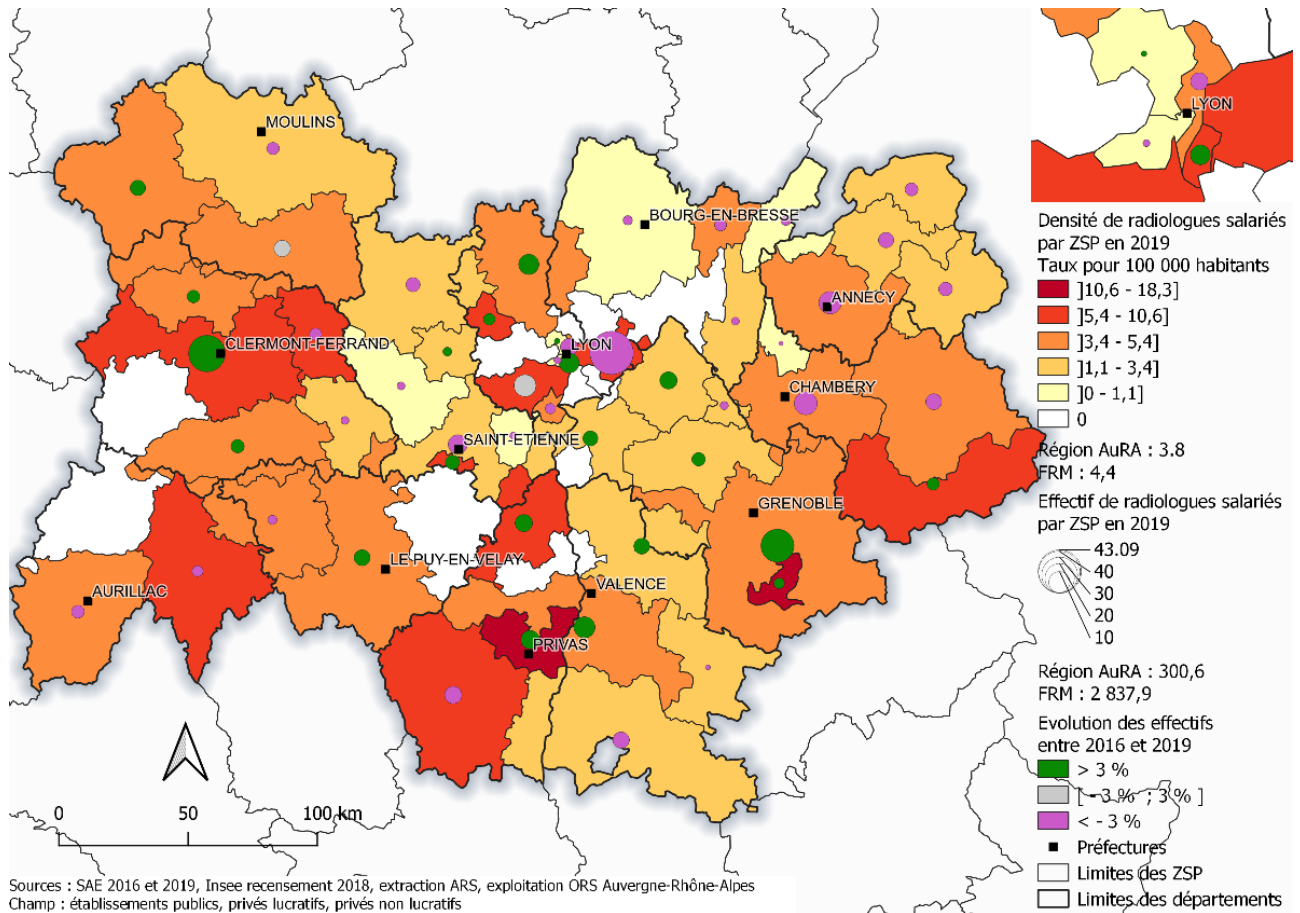 MOULINS
BOURG-EN-BRESSE
ANNECY
CLERMONT-FERRAND
LYON
CHAMBERY
SAINT-ETIENNE
GRENOBLE
LE-PUY-EN-VELAY
AURILLAC
VALENCE
PRIVAS
0 50 100 km
Sources : SAE 2016 et 2019, Insee recensement 2018, extraction ARS, exploitation ORS Auvergne-Rhône-Alpes
Champ : établissements publics, privés lucratifs, privés non lucratifs
LYON
Densité de radiologues salariés
par ZSP en 2019
Taux pour 100 000 habitants
]10,6 - 18,3]
]5,4 - 10,6]
]3,4 - 5,4]
]1,1 - 3,4]
]0 - 1,1]
0
Région AuRA : 3.8
FRM : 4,4
Effectif de radiologues salariés
par ZSP en 2019
43.09
40
30
20
10
Région AuRA : 300,6
FRM : 2 837,9
Evolution des effectifs
entre 2016 et 2019
> 3 %
[ - 3 % ; 3 % ]
< - 3 %
Préfectures
Limites des ZSP
Limites des départements